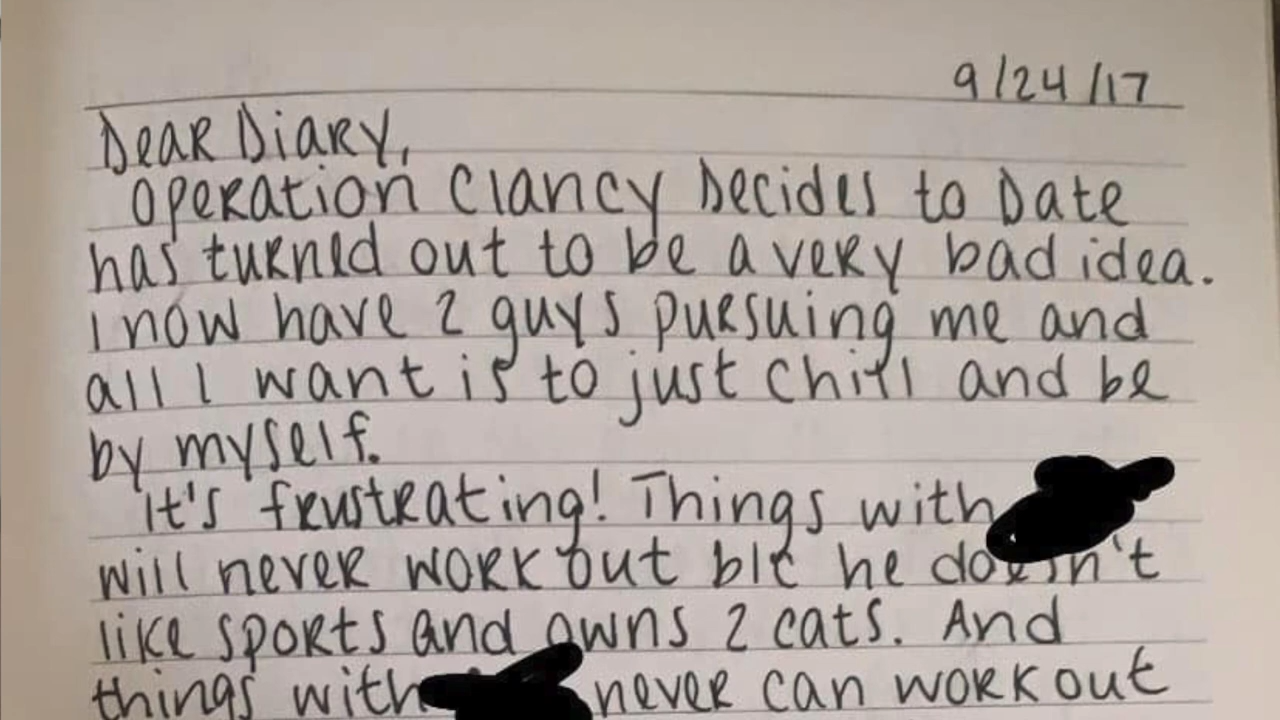 9/24/17
Dear Diary,
Operation Clancy Decides to Date
has turned out to be a very bad idea.
I now have 2 guys pursuing me and
all I want is to just chill and be
by myself.
It's frustrating! Things with
will never work out b/c he doesn't
like sports and owns 2 cats. And
things with never can work out